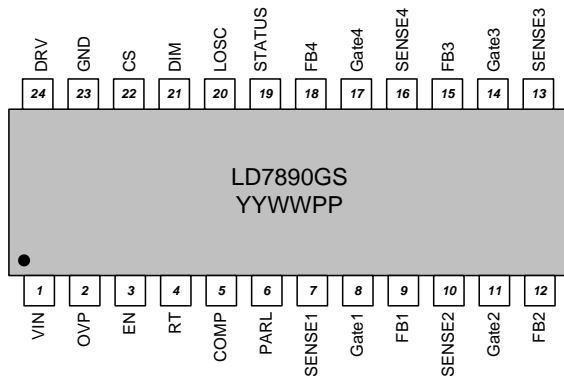 DRV GND CS DIM LOSC STATUS FB4 Gate4 SENSE4 FB3 Gate3 SENSE3
24 23 22 21 20 19 18 17 16 15 14 13
LD7890GS
YYWWPP
1 2 3 4 5 6 7 8 9 10 11 12
VIN OVP EN RT COMP PARL SENSE1 Gate1 FB1 SENSE2 Gate2 FB2